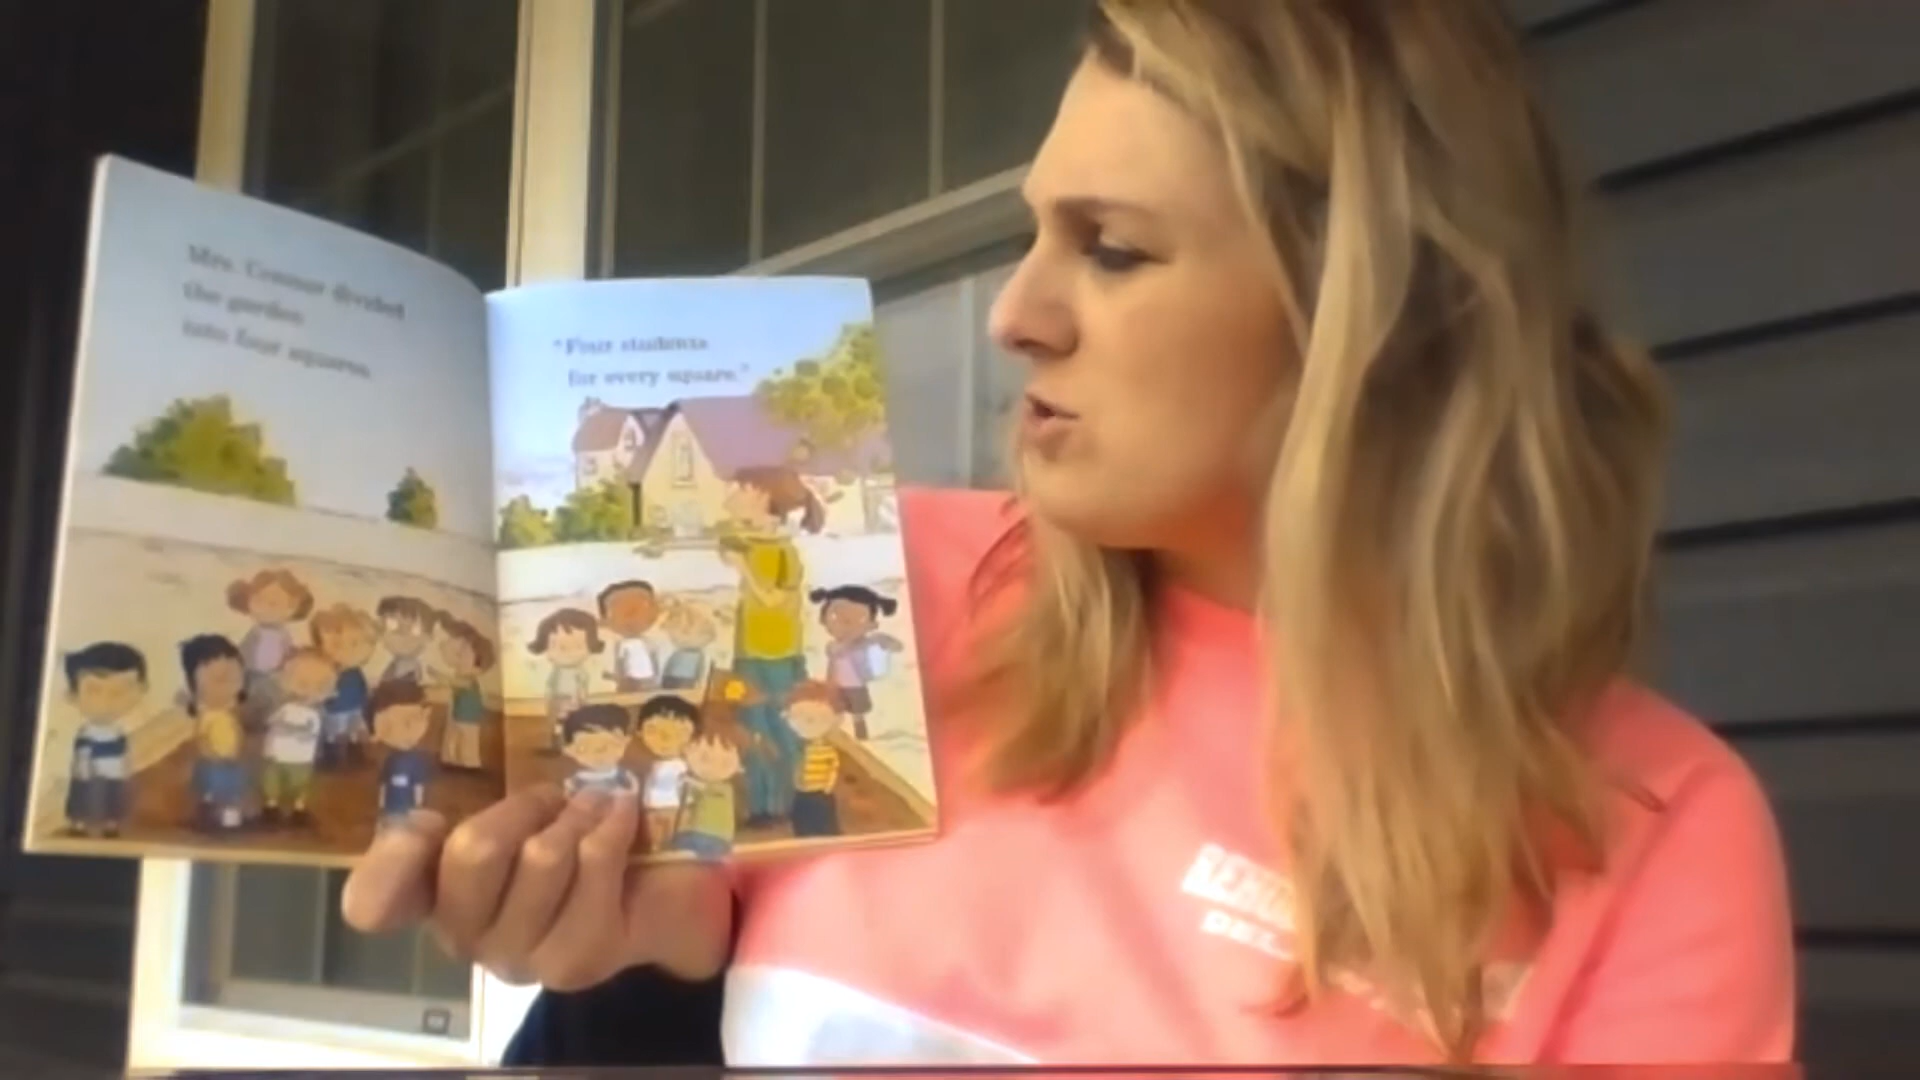 Mrs. Connor divided
the garden
into four squares.
"Four students
for every square."